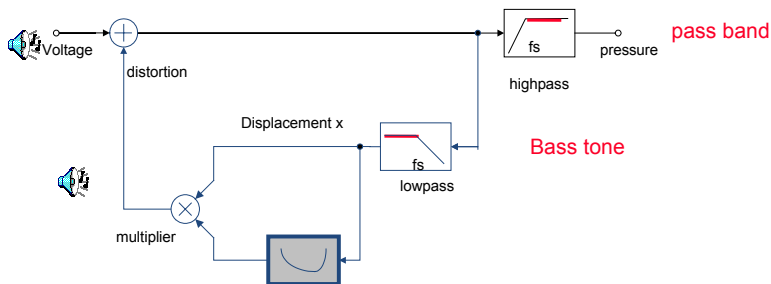 pass band
Voltage
fs
pressure
distortion
highpass
Displacement x
Bass tone
fs
lowpass
multiplier